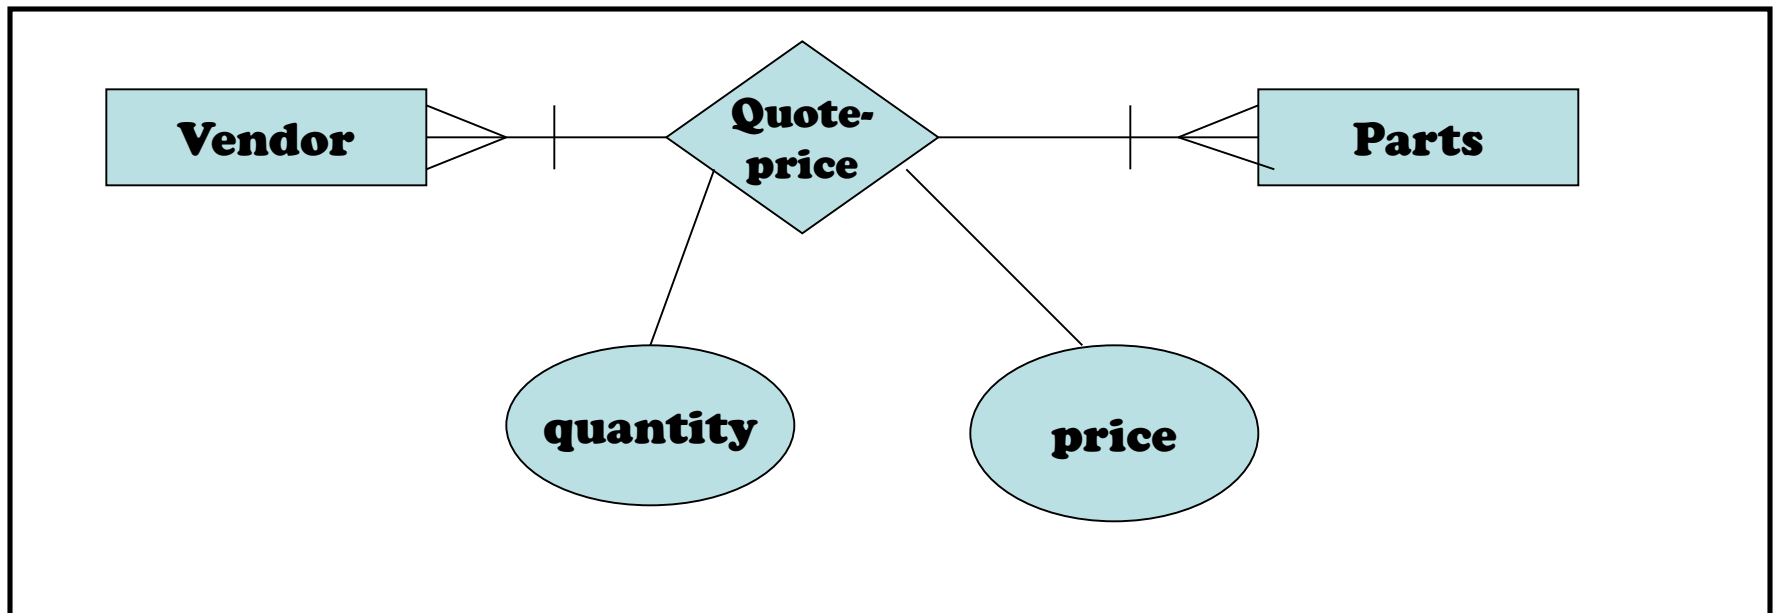 Vendor
Quote-
price
Parts
quantity
price